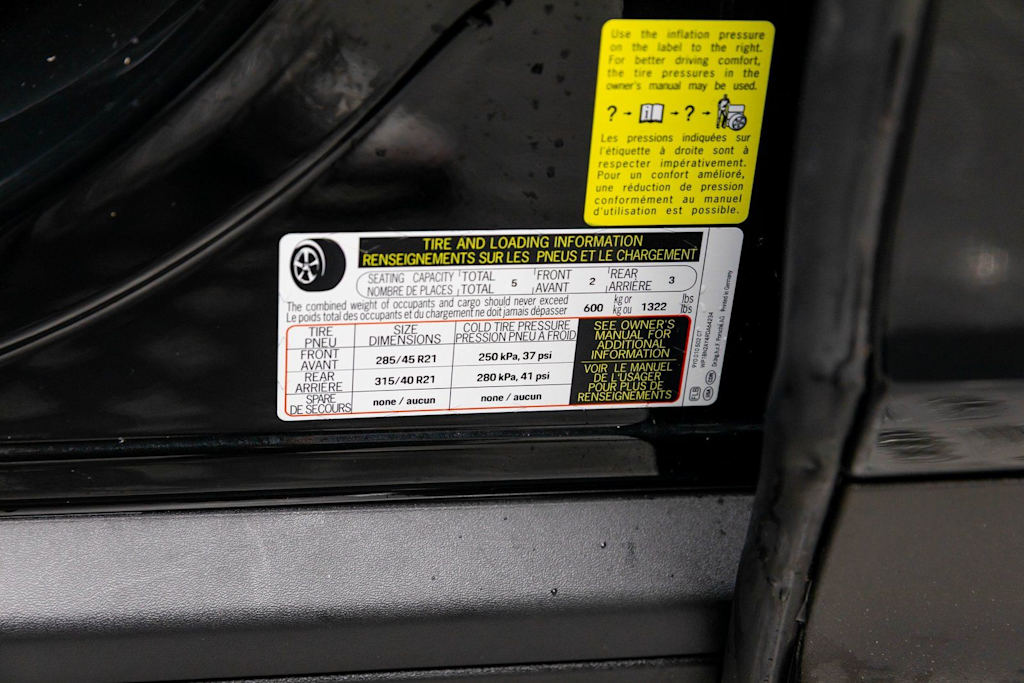 Use the inflation pressure
on the label to the right.
For better driving comfort,
the tire pressures in the
owner's manual may be used.
? - i - ? -
Les pressions indiquées sur
l'étiquette à droite sont à
respecter impérativement.
Pour un confort amélioré,
une réduction de pression
conformément au manuel
d'utilisation est possible.
TIRE AND LOADING INFORMATION
RENSEIGNEMENTS SUR LES PNEUS ET LE CHARGEMENT
SEATING CAPACITY TOTAL 5 FRONT 2 REAR 3
NOMBRE DE PLACES TOTAL AVANT ARRIÈRE
The combined weight of occupants and cargo should never exceed 600 kg or 1322 lbs
Le poids total des occupants et du chargement ne doit jamais dépasser kg ou lbs
TIRE SIZE COLD TIRE PRESSURE
PNEU DIMENSIONS PRESSION PNEU A FROID
FRONT 285/45 R21 250 kPa, 37 psi
AVANT
REAR 315/40 R21 280 kPa, 41 psi
ARRIÈRE
SPARE none / aucun none / aucun
DE SECOURS
SEE OWNER'S
MANUAL FOR
ADDITIONAL
INFORMATION
VOIR LE MANUEL
DE L'USAGER
POUR PLUS DE
RENSEIGNEMENTS
Printed in Germany